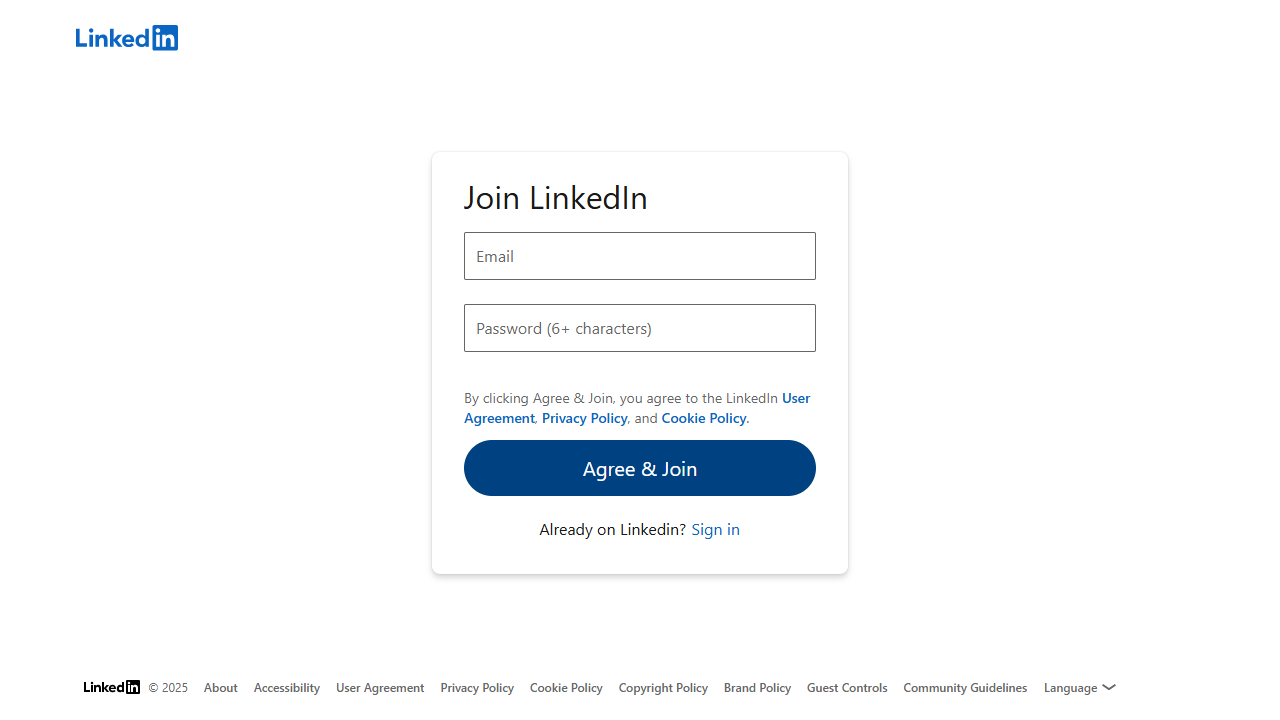 Linkedin
Join LinkedIn
Email
Password (6+ characters)
By clicking Agree & Join, you agree to the LinkedIn User
Agreement, Privacy Policy, and Cookie Policy.
Agree & Join
Already on Linkedin? Sign in
Linkedin © 2025 About Accessibility User Agreement Privacy Policy Cookie Policy Copyright Policy Brand Policy Guest Controls Community Guidelines Language